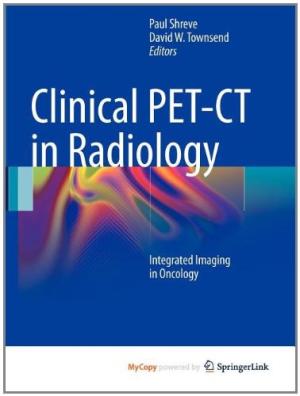 Paul Shreve
David W. Townsend
Editors
Clinical PET-CT
in Radiology
Integrated Imaging
in Oncology
MyCopy powered by SpringerLink